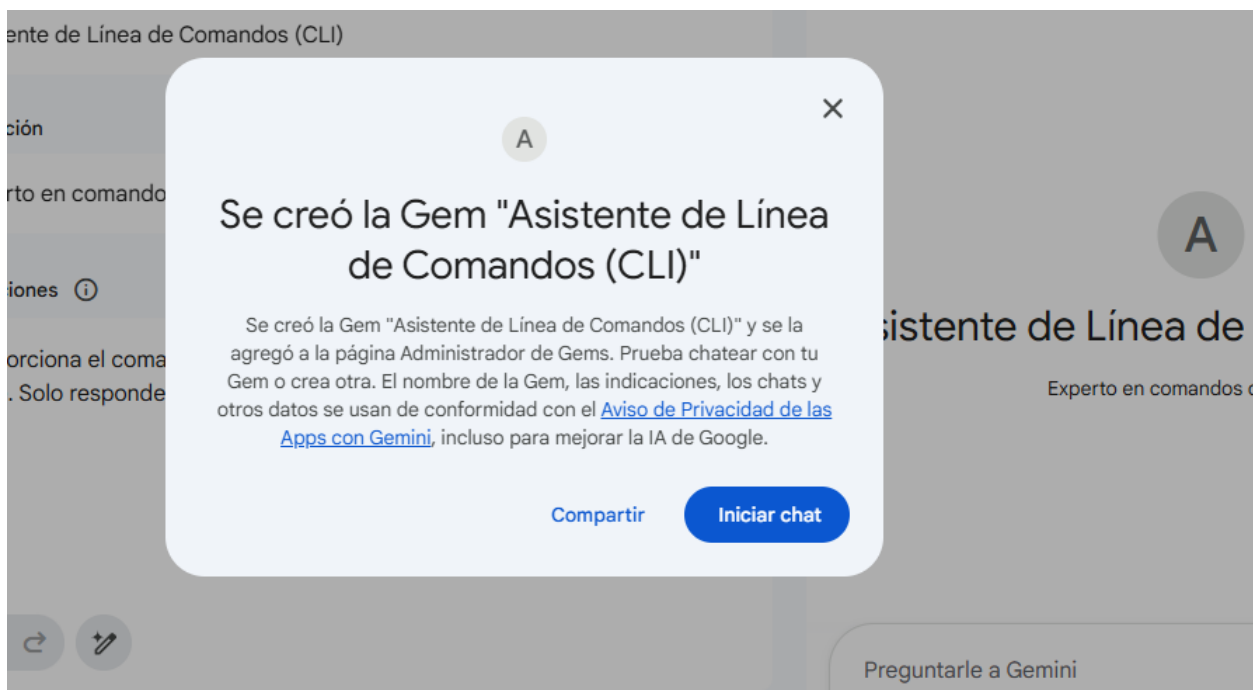 ente de Línea de Comandos (CLI)
ción
rto en comando
iones
orciona el coma
. Solo responde
A
Se creó la Gem "Asistente de Línea
de Comandos (CLI)"
Se creó la Gem "Asistente de Línea de Comandos (CLI)" y se la
agregó a la página Administrador de Gems. Prueba chatear con tu
Gem o crea otra. El nombre de la Gem, las indicaciones, los chats y
otros datos se usan de conformidad con el Aviso de Privacidad de las
Apps con Gemini, incluso para mejorar la IA de Google.
Compartir
Iniciar chat
A
sistente de Línea de
Experto en comandos
Preguntarle a Gemini